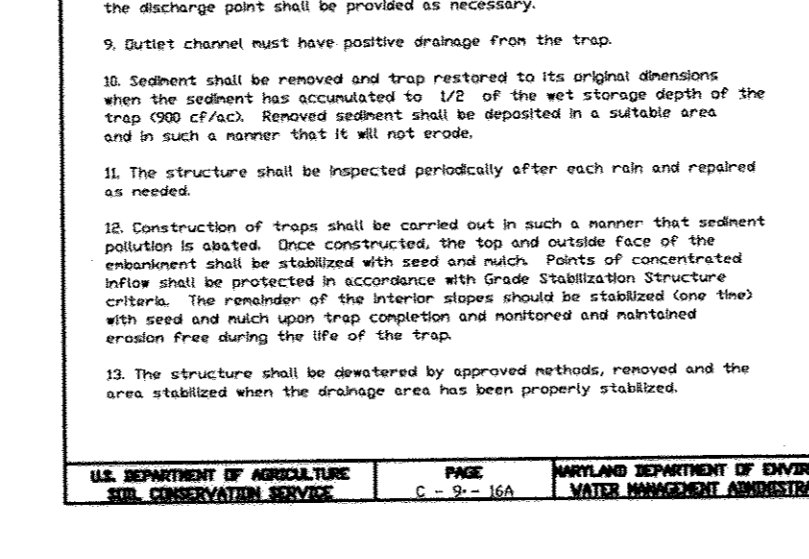 the discharge point shall be provided as necessary.
9. Outlet channel must have positive drainage from the trap.
10. Sediment shall be removed and trap restored to its original dimensions
when the sediment has accumulated to 1/2 of the wet storage depth of the
trap (900 cf/ac). Removed sediment shall be deposited in a suitable area
and in such a manner that it will not erode.
11. The structure shall be inspected periodically after each rain and repaired
as needed.
12. Construction of traps shall be carried out in such a manner that sediment
pollution is abated. Once constructed, the top and outside face of the
embankment shall be stabilized with seed and mulch. Points of concentrated
inflow shall be protected in accordance with Grade Stabilization Structure
criteria. The remainder of the interior slopes should be stabilized (one time)
with seed and mulch upon trap completion and monitored and maintained
erosion free during the life of the trap.
13. The structure shall be dewatered by approved methods, removed and the
area stabilized when the drainage area has been properly stabilized.
U.S. DEPARTMENT OF AGRICULTURE
SOIL CONSERVATION SERVICE
PAGE
C - 9 - 16A
MARYLAND DEPARTMENT OF ENVIR
WATER MANAGEMENT ADMINISTRA